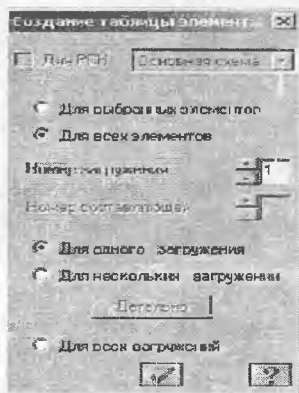 Создание таблицы элемент...
Для РСН Основная схема
Для выбранных элементов
Для всех элементов
Номер загружения 1
Номер составляющей
Для одного загружения
Для нескольких загружений
Детально
Для всех загружений
?